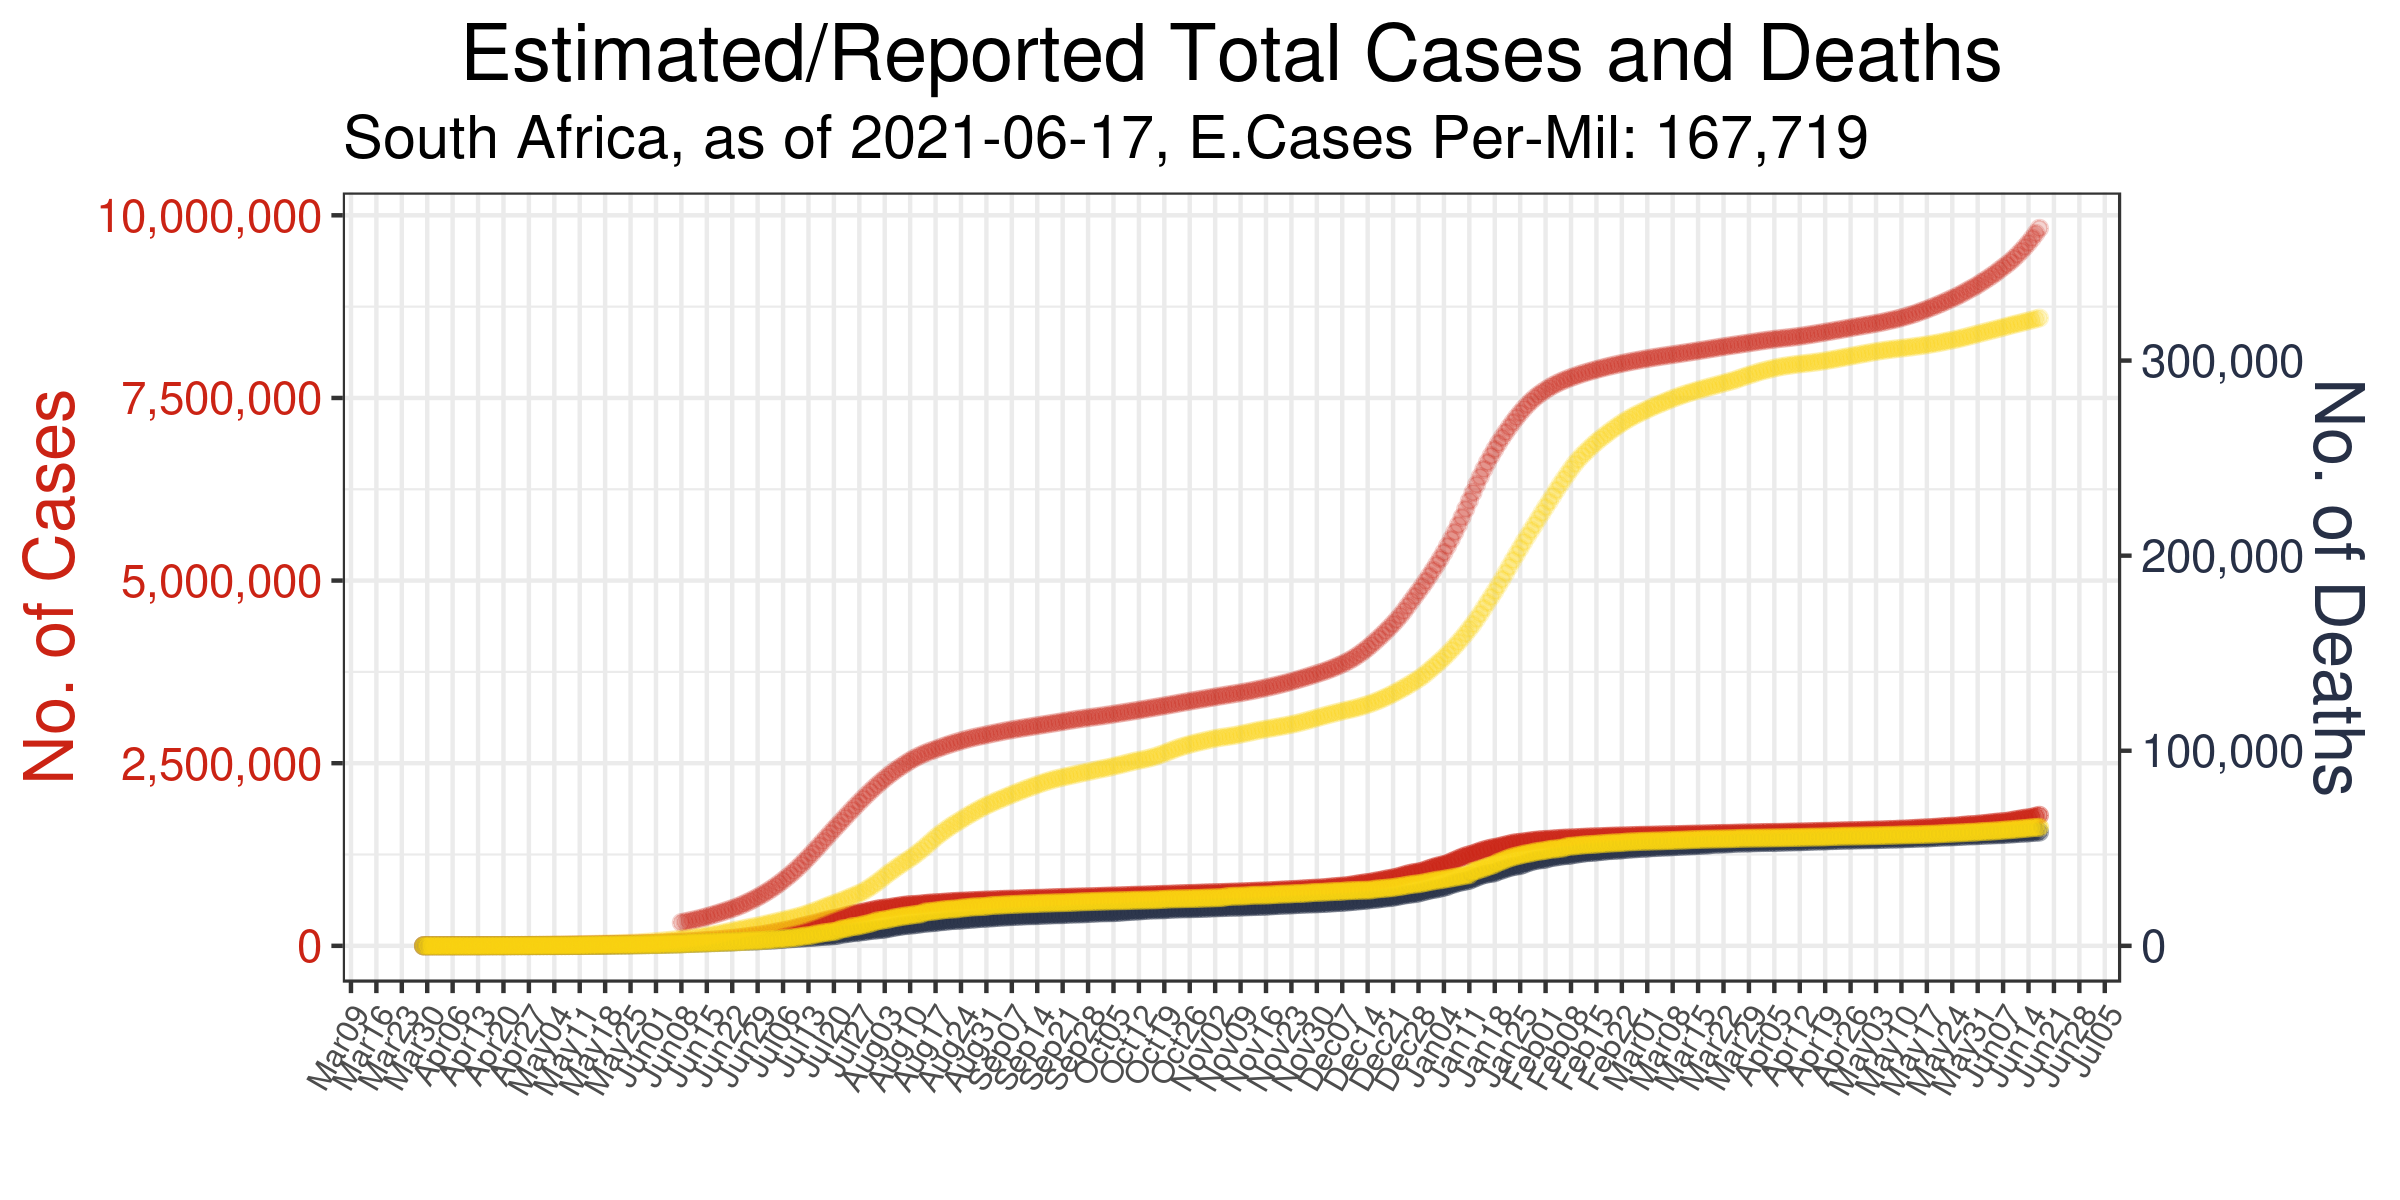 Estimated/Reported Total Cases and Deaths
South Africa, as of 2021-06-17, E.Cases Per-Mil: 167,719
No. of Cases
10,000,000
7,500,000
5,000,000
2,500,000
0
300,000
200,000
100,000
0
No. of Deaths
Mar09
Mar16
Mar23
Mar30
Apr06
Apr13
Apr20
Apr27
May04
May11
May18
May25
Jun01
Jun08
Jun15
Jun22
Jun29
Jul06
Jul13
Jul20
Jul27
Aug03
Aug10
Aug17
Aug24
Aug31
Sep07
Sep14
Sep21
Sep28
Oct05
Oct12
Oct19
Oct26
Nov02
Nov09
Nov16
Nov23
Nov30
Dec07
Dec14
Dec21
Dec28
Jan04
Jan11
Jan18
Jan25
Feb01
Feb08
Feb15
Feb22
Mar01
Mar08
Mar15
Mar22
Mar29
Apr05
Apr12
Apr19
Apr26
May03
May10
May17
May24
May31
Jun07
Jun14
Jun21
Jun28
Jul05